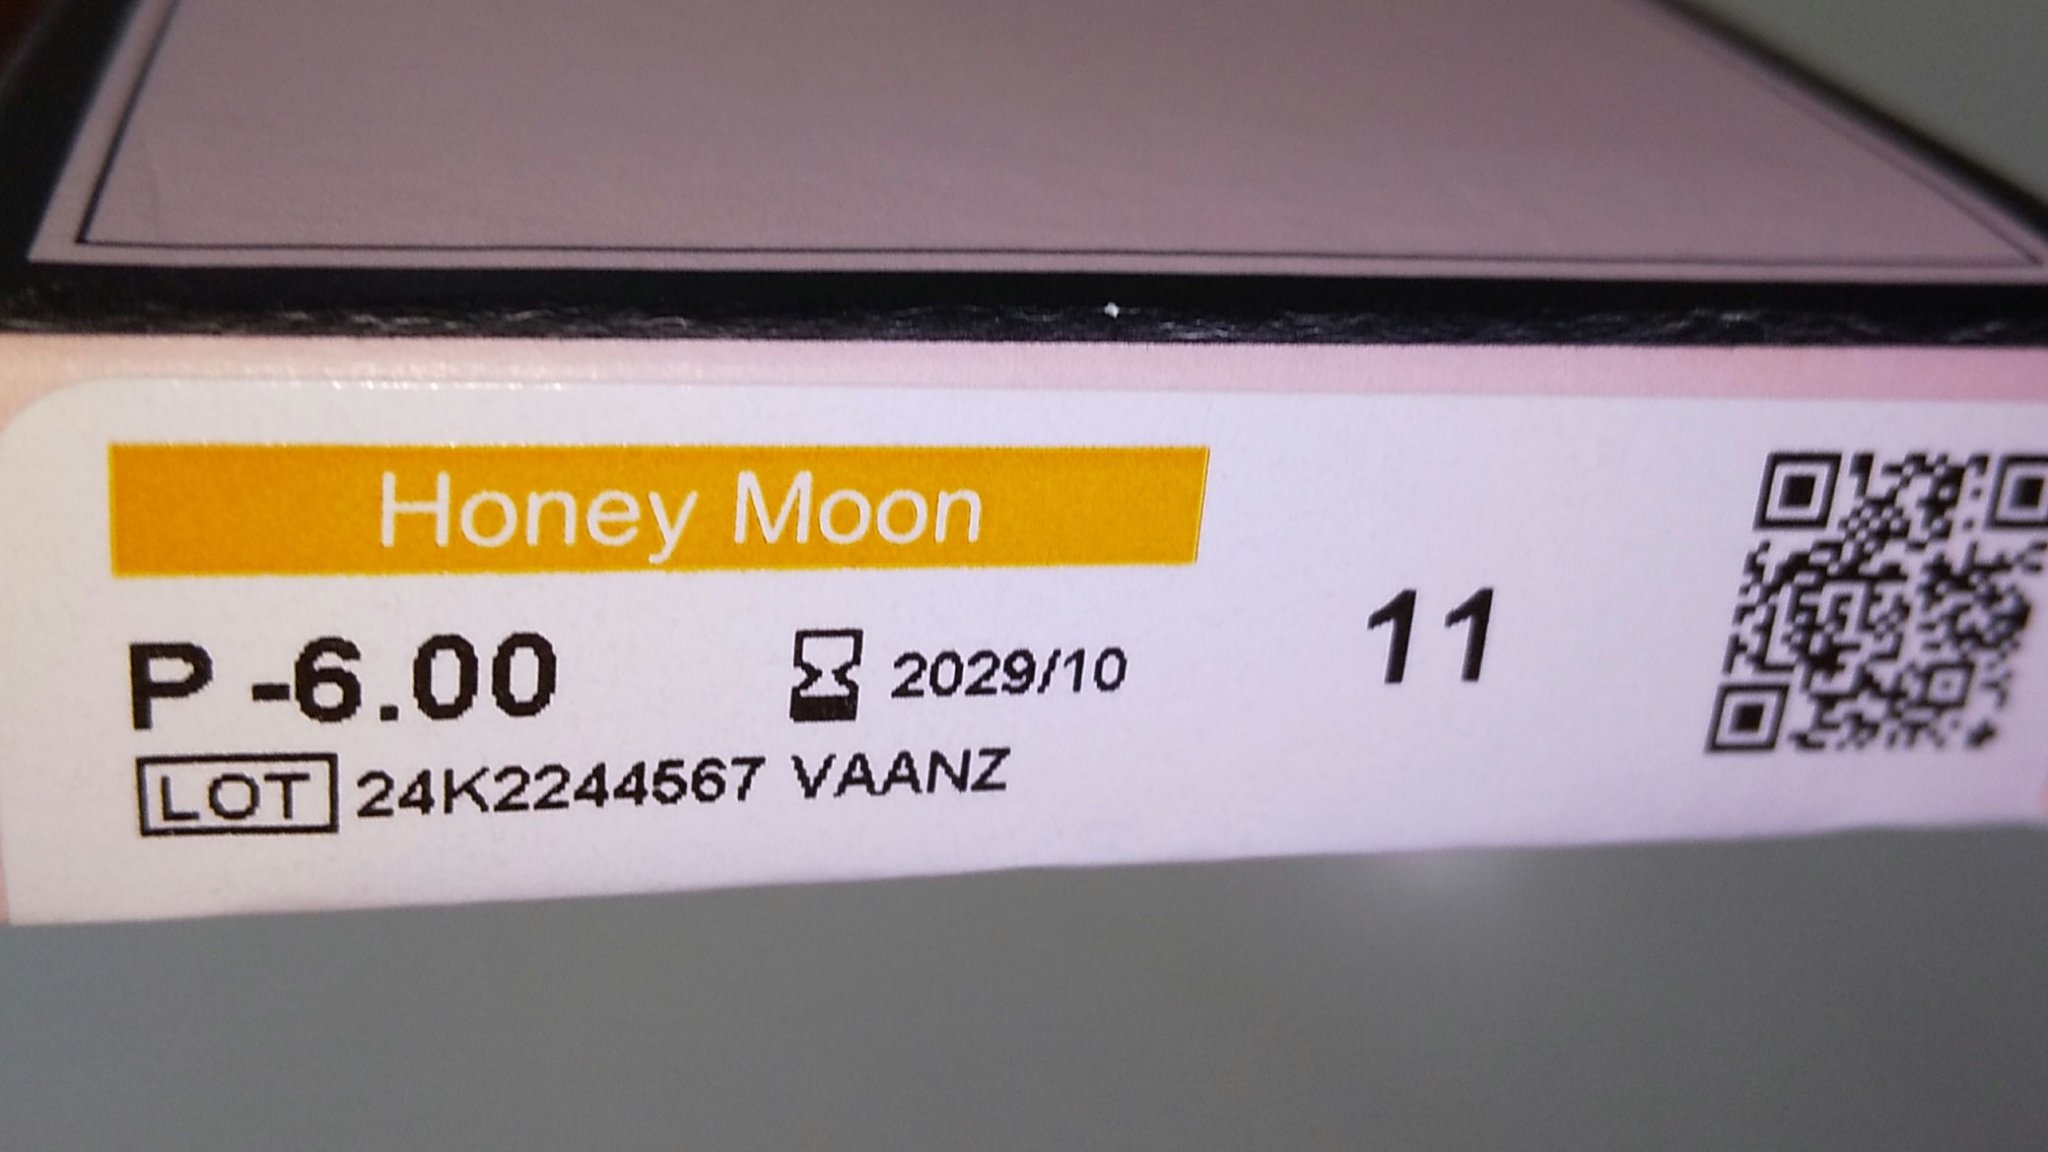 Honey Moon
P -6.00
2029/10
11
LOT 24K2244567 VAANZ